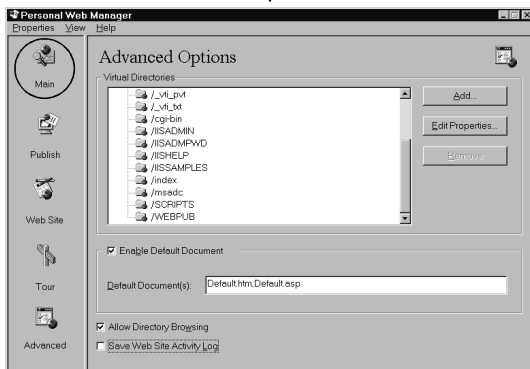 Personal Web Manager
Properties View Help
Main
Publish
Web Site
Tour
Advanced
Advanced Options
Virtual Directories
/_vti_pvt
/_vti_txt
/cgi-bin
/IISADMIN
/IISADMPWD
/IISHELP
/IISSAMPLES
/index
/msadc
/SCRIPTS
/WEBPUB
Add...
Edit Properties...
Remove
Enable Default Document
Default Document(s): Default.htm,Default.asp
Allow Directory Browsing
Save Web Site Activity Log